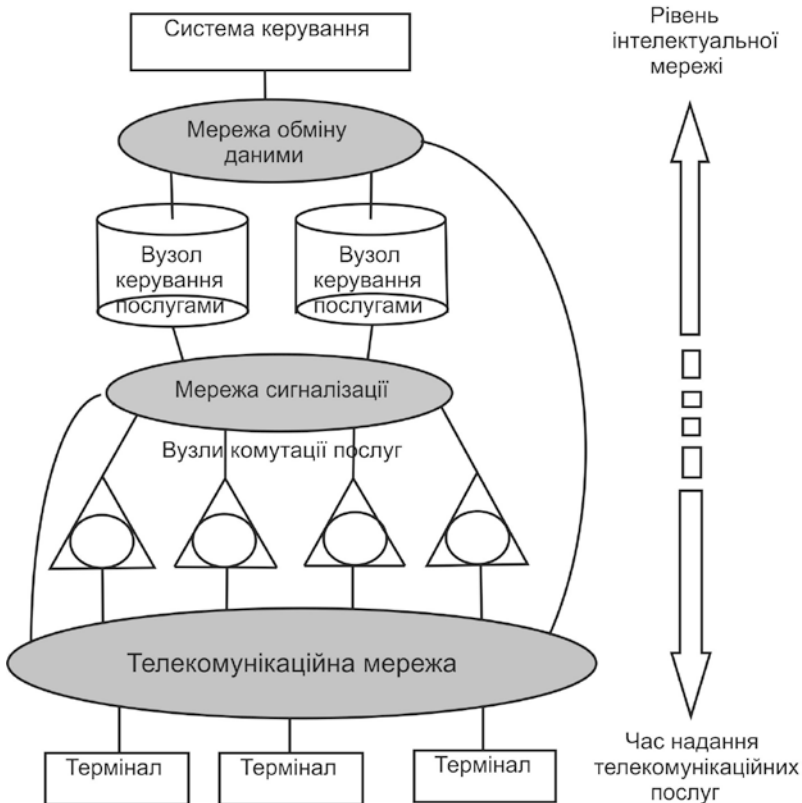 Система керування
Рівень
інтелектуальної
мережі
Мережа обміну
даними
Вузол
керування
послугами
Вузол
керування
послугами
Мережа сигналізації
Вузли комутації послуг
Телекомунікаційна мережа
Термінал
Термінал
Термінал
Час надання
телекомунікаційних
послуг